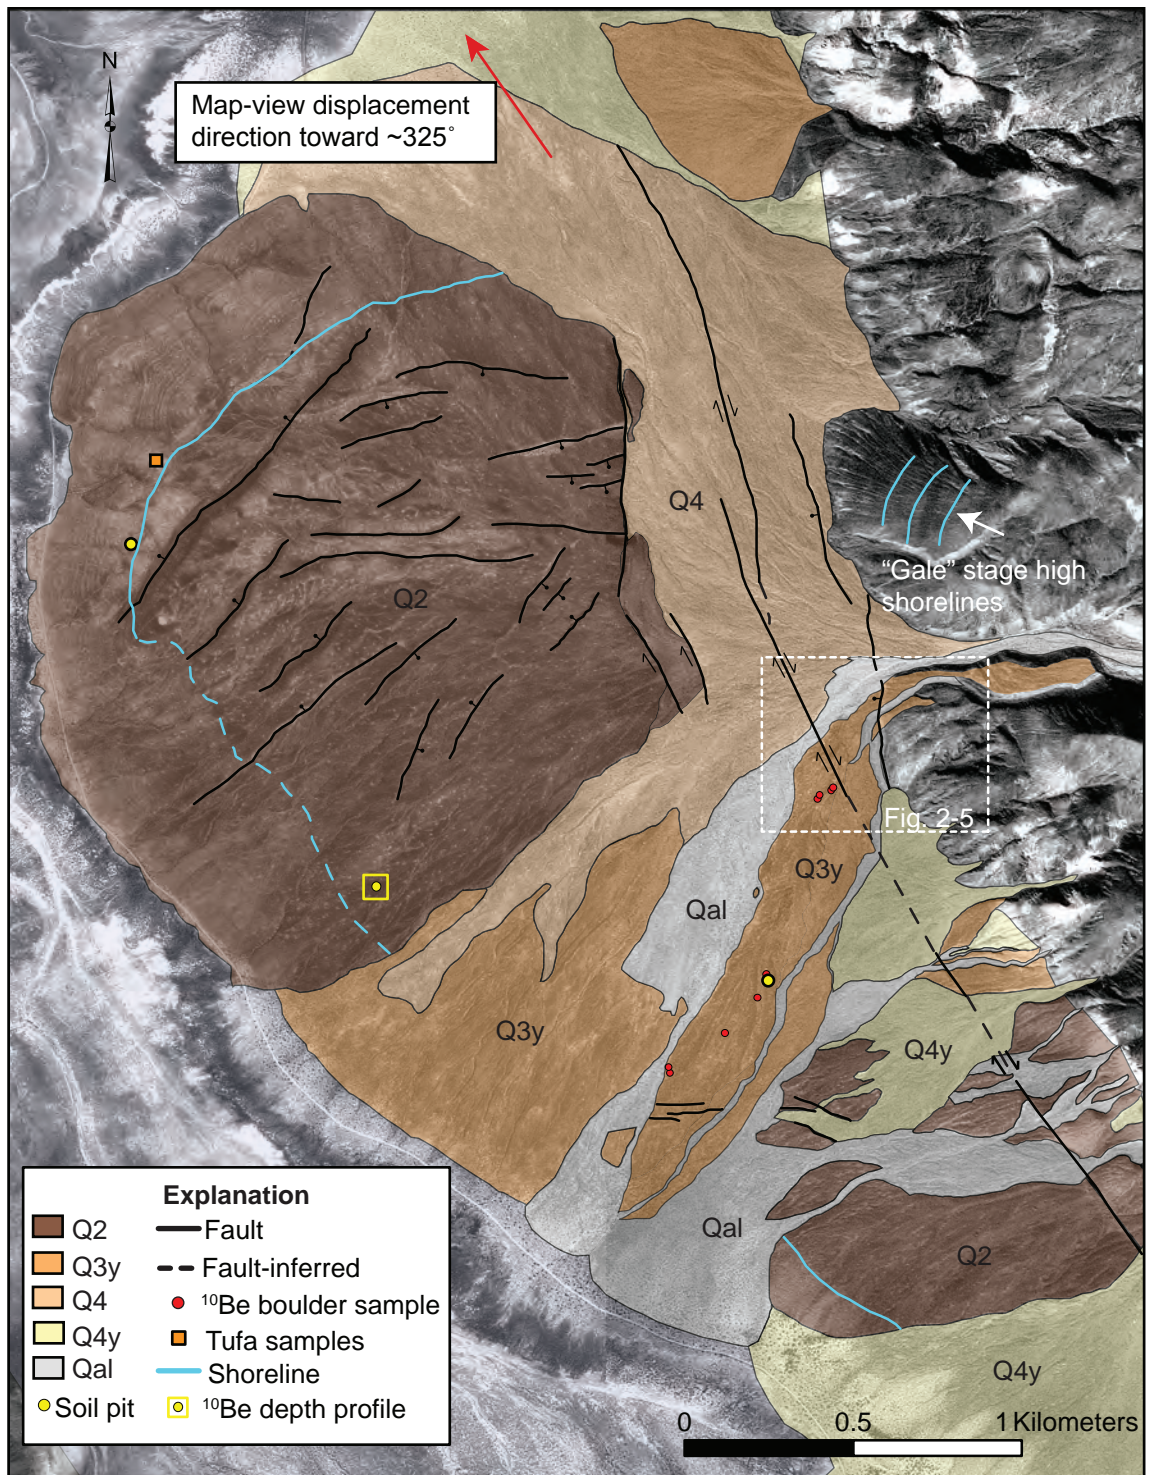 N
Map-view displacement
direction toward ~325°
Q4
"Gale" stage high
shorelines
Q2
Fig. 2-5
Q3y
Qal
Q3y
Q4y
Qal
Q2
Q4y
Explanation
Q2
Fault
Q3y
Fault-inferred
Q4
¹⁰Be boulder sample
Q4y
Tufa samples
Qal
Shoreline
Soil pit
¹⁰Be depth profile
0 0.5 1 Kilometers